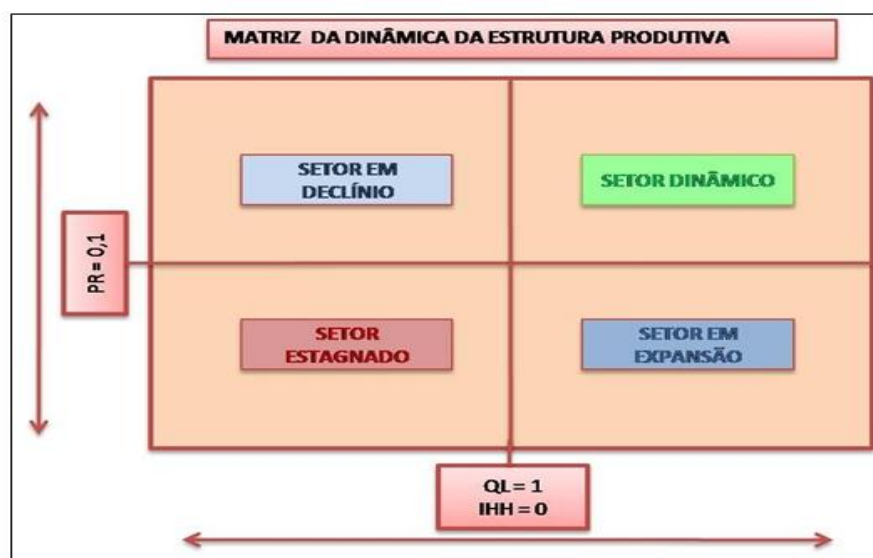 MATRIZ DA DINÂMICA DA ESTRUTURA PRODUTIVA
SETOR EM
DECLÍNIO
SETOR DINÂMICO
PR = 0,1
SETOR
ESTAGNADO
SETOR EM
EXPANSÃO
QL = 1
IHH = 0